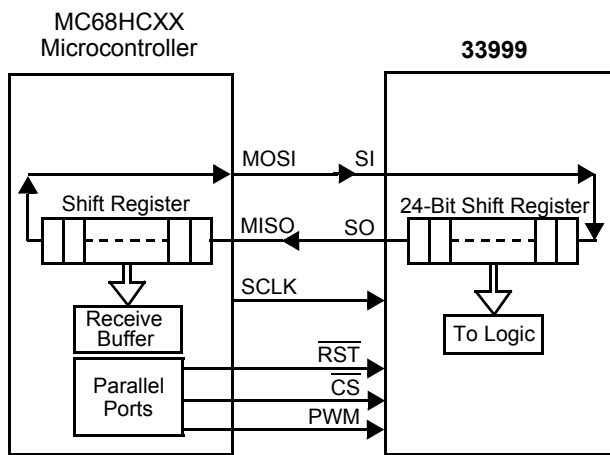 MC68HCXX
Microcontroller
33999
MOSI
SI
Shift Register
24-Bit Shift Register
MISO
SO
SCLK
Receive
Buffer
To Logic
RST
Parallel
Ports
CS
PWM